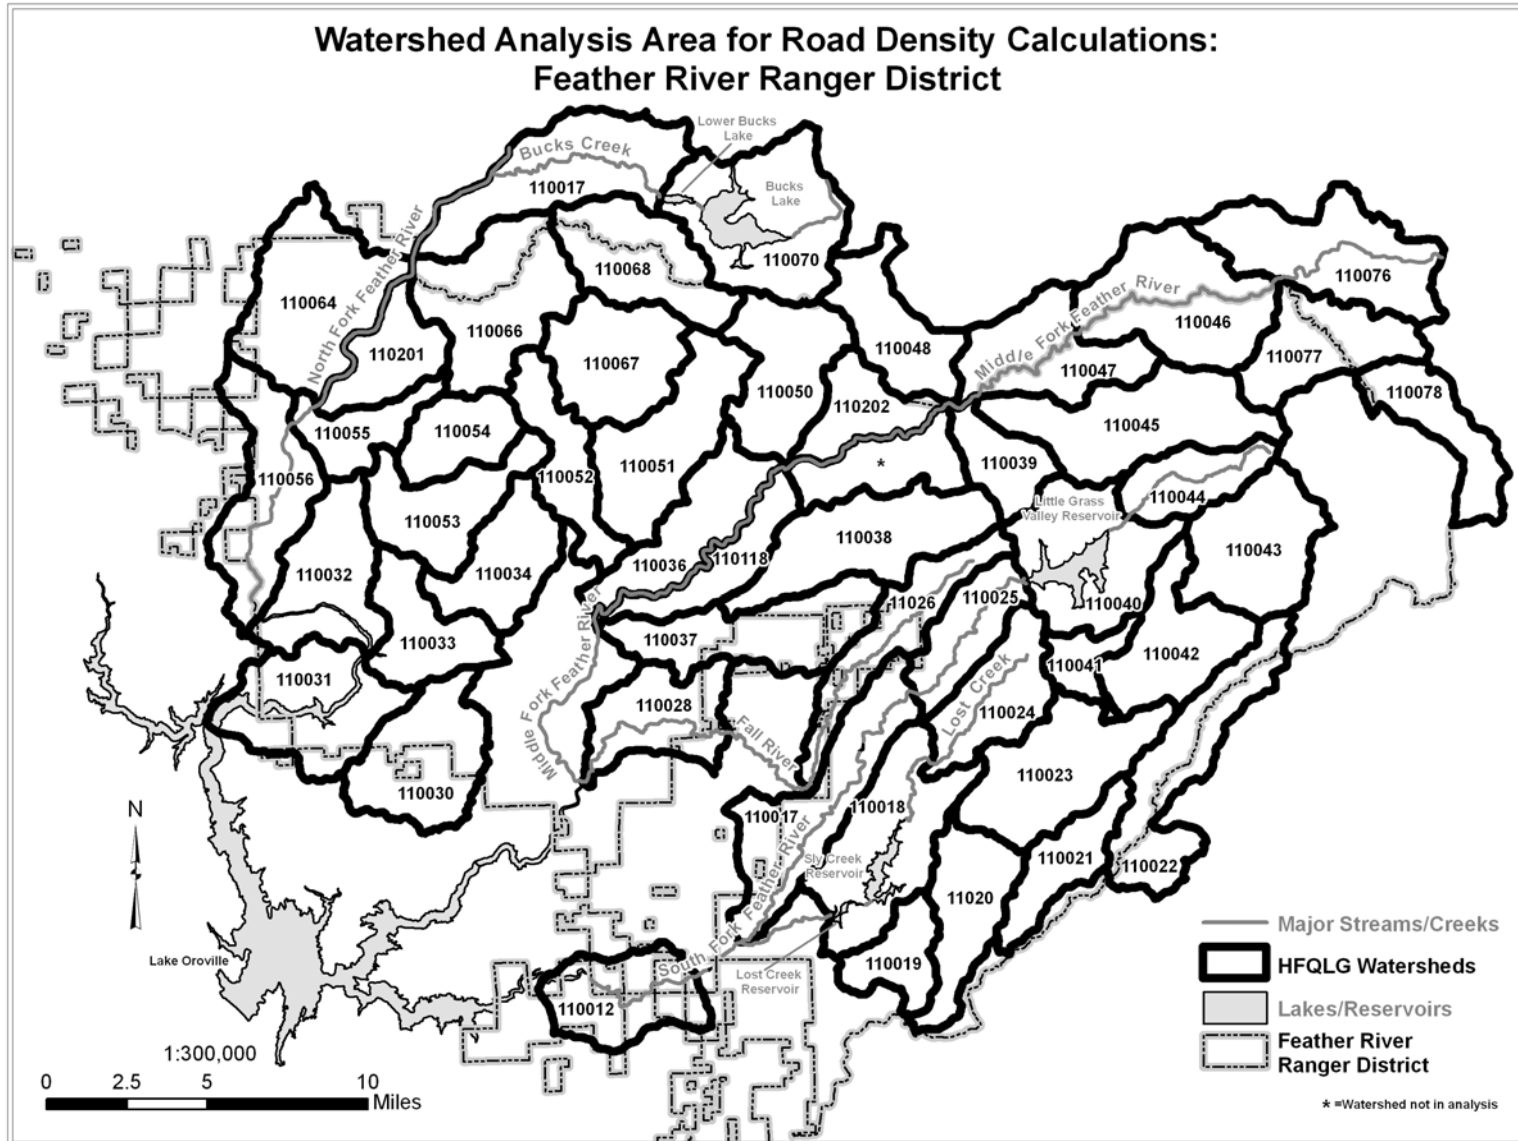 Watershed Analysis Area for Road Density Calculations:
Feather River Ranger District
Lower Bucks
Lake
Bucks Creek
110017
Bucks
Lake
North Fork Feather River
110068
110070
110064
110076
110066
110201
110067
110048
Middle Fork Feather River
110046
110047
110077
110050
110202
110078
110055
110054
110045
110051
*
110039
110056
110052
110044
Little Grass
Valley Reservoir
110053
110038
110043
110032
110034
110036
110118
11026
110025
110040
110033
110037
110041
110042
110031
Middle Fork Feather River
110028
Lost Creek
110024
Fall River
110023
110030
110017
110018
N
South Fork Feather River
Sly Creek
Reservoir
110021
110022
11020
Major Streams/Creeks
Lake Oroville
HFQLG Watersheds
110019
Lost Creek
Reservoir
110012
Lakes/Reservoirs
Feather River
Ranger District
1:300,000
0 2.5 5 10
Miles
* =Watershed not in analysis